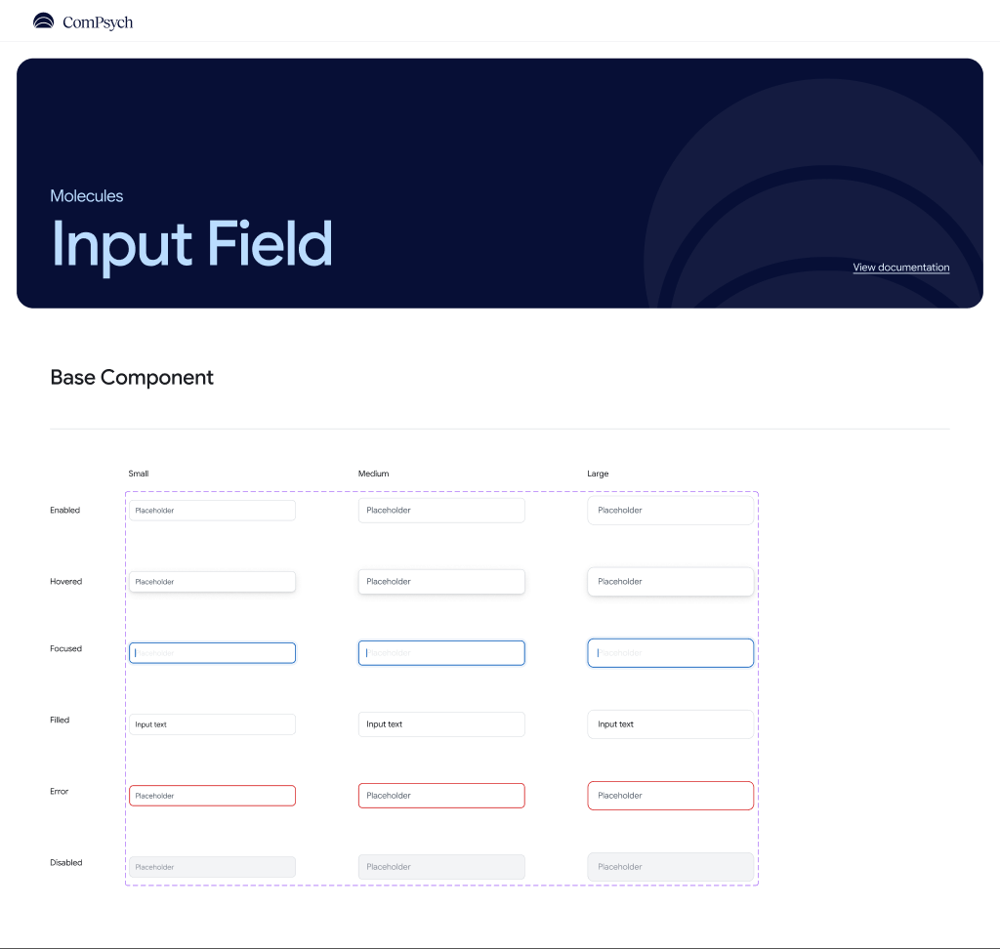 ComPsych
Molecules
Input Field
View documentation
Base Component
Small Medium Large
Enabled Placeholder Placeholder Placeholder
Hovered Placeholder Placeholder Placeholder
Focused Placeholder Placeholder Placeholder
Filled Input text Input text Input text
Error Placeholder Placeholder Placeholder
Disabled Placeholder Placeholder Placeholder